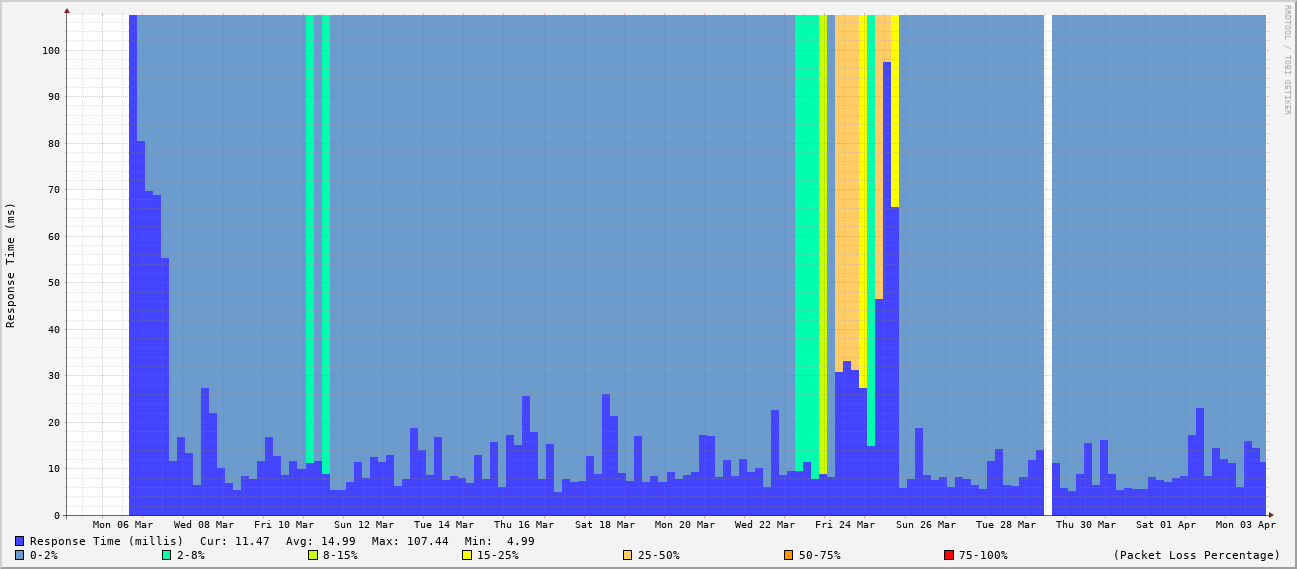 RRDTOOL / TOBI OETIKER
Response Time (ms)
100
90
80
70
60
50
40
30
20
10
0
Mon 06 Mar Wed 08 Mar Fri 10 Mar Sun 12 Mar Tue 14 Mar Thu 16 Mar Sat 18 Mar Mon 20 Mar Wed 22 Mar Fri 24 Mar Sun 26 Mar Tue 28 Mar Thu 30 Mar Sat 01 Apr Mon 03 Apr
Response Time (millis) Cur: 11.47 Avg: 14.99 Max: 107.44 Min: 4.99
0-2% 2-8% 8-15% 15-25% 25-50% 50-75% 75-100% (Packet Loss Percentage)